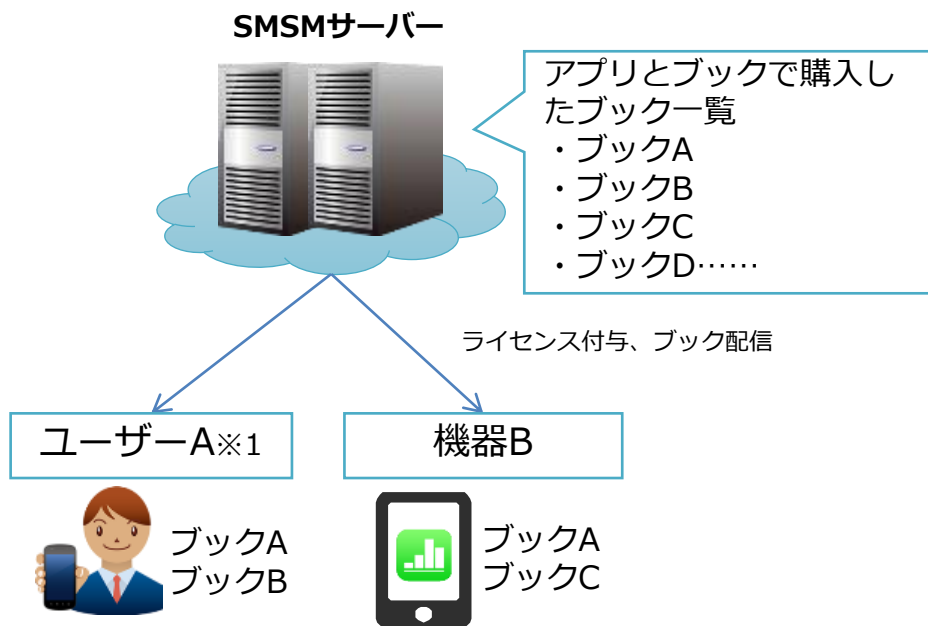 SMSMサーバー
アプリとブックで購入し
たブック一覧
・ブックA
・ブックB
・ブックC
・ブックD……
ライセンス付与、ブック配信
ユーザーA※1
機器B
ブックA
ブックB
ブックA
ブックC